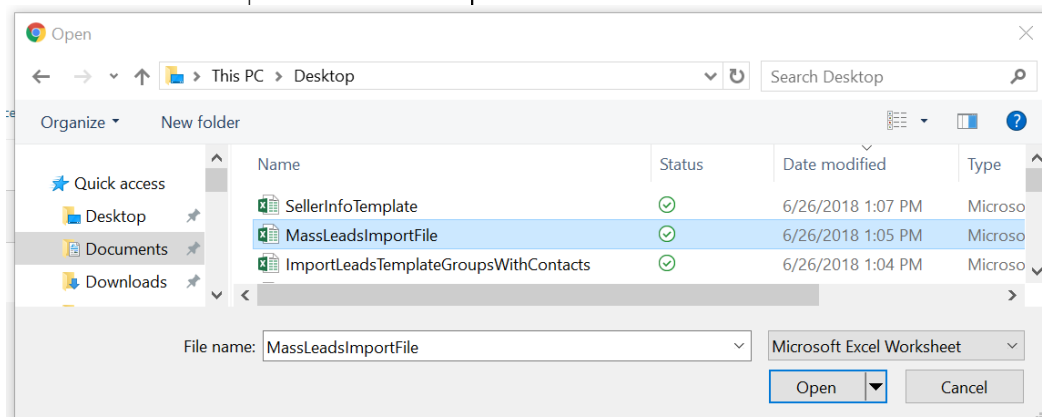 Open
This PC > Desktop
Search Desktop
Organize
New folder
Name Status Date modified Type
Quick access
Desktop
Documents
Downloads
SellerInfoTemplate 6/26/2018 1:07 PM Microso
MassLeadsImportFile 6/26/2018 1:05 PM Microso
ImportLeadsTemplateGroupsWithContacts 6/26/2018 1:04 PM Microso
File name: MassLeadsImportFile Microsoft Excel Worksheet
Open Cancel